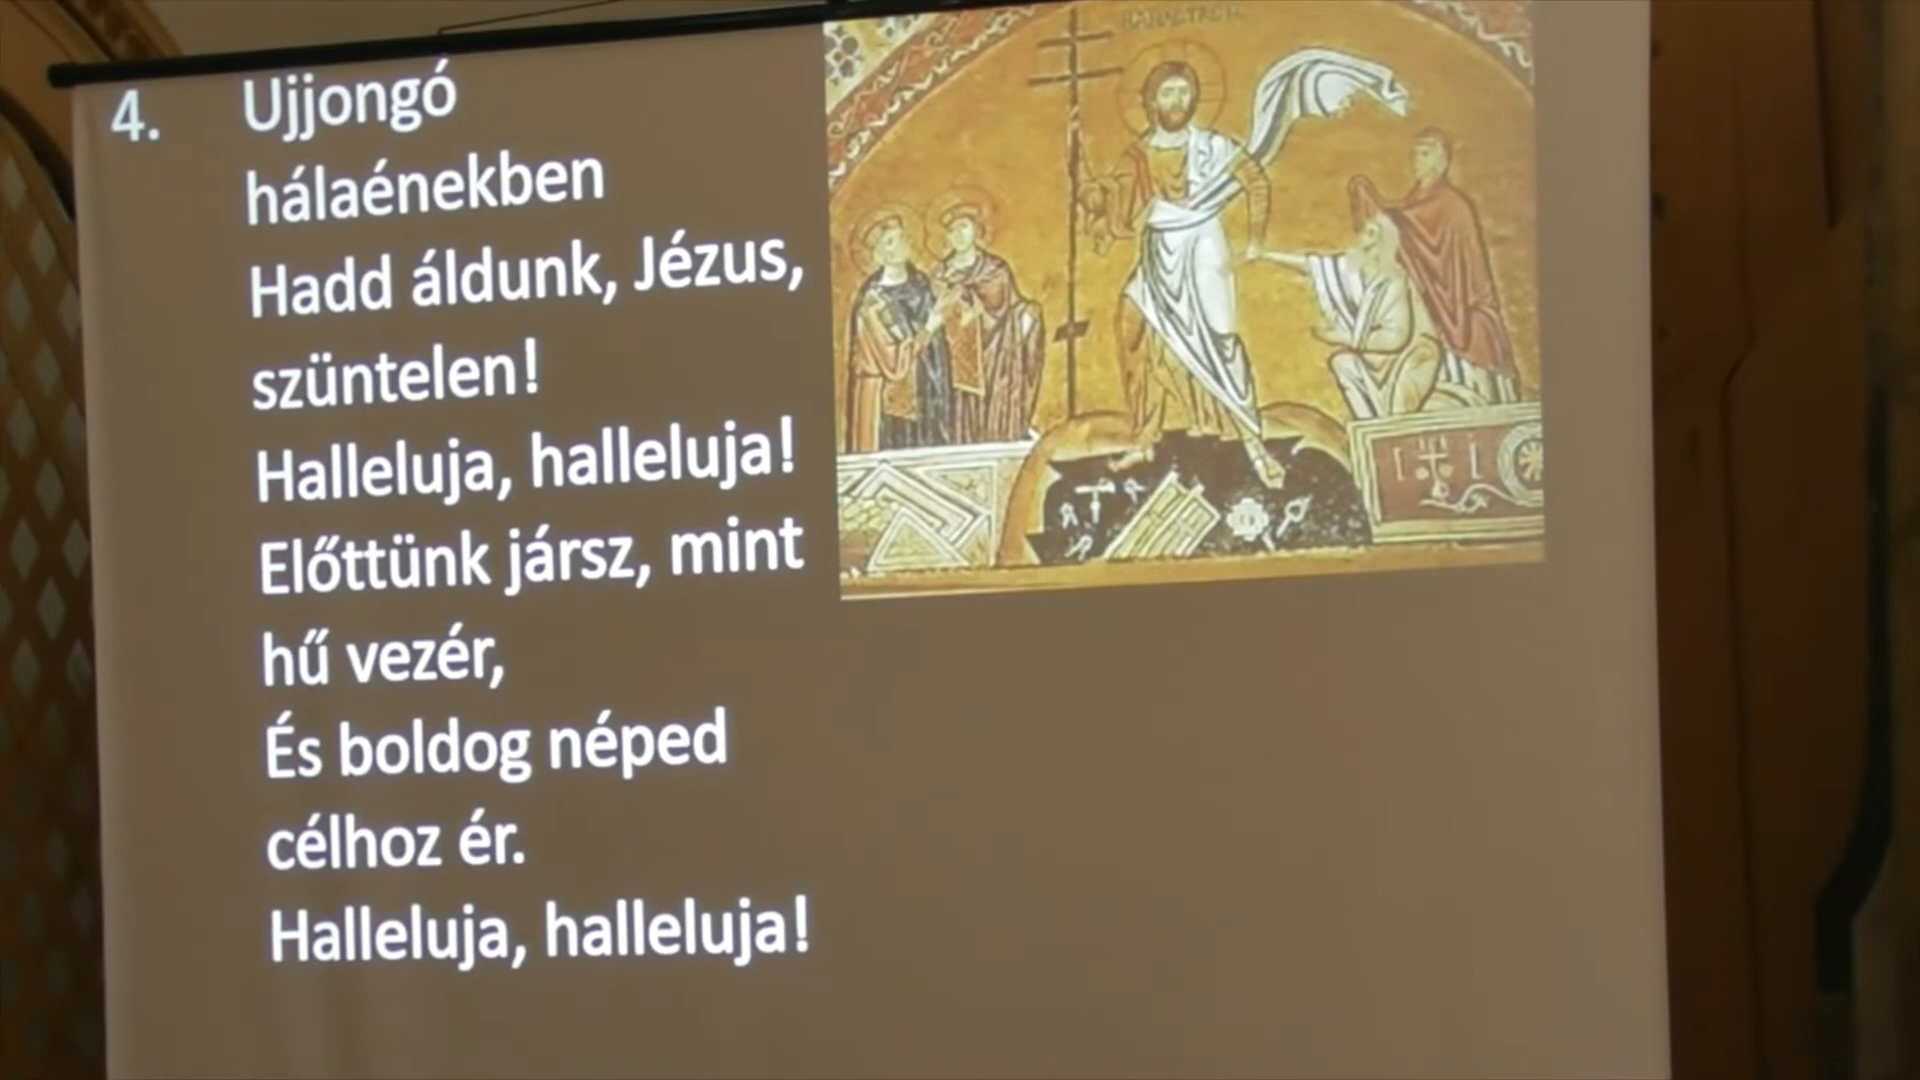 4. Ujjongó
hálaénekben
Hadd áldunk, Jézus,
szüntelen!
Halleluja, halleluja!
Előttünk jársz, mint
hű vezér,
És boldog néped
célhoz ér.
Halleluja, halleluja!